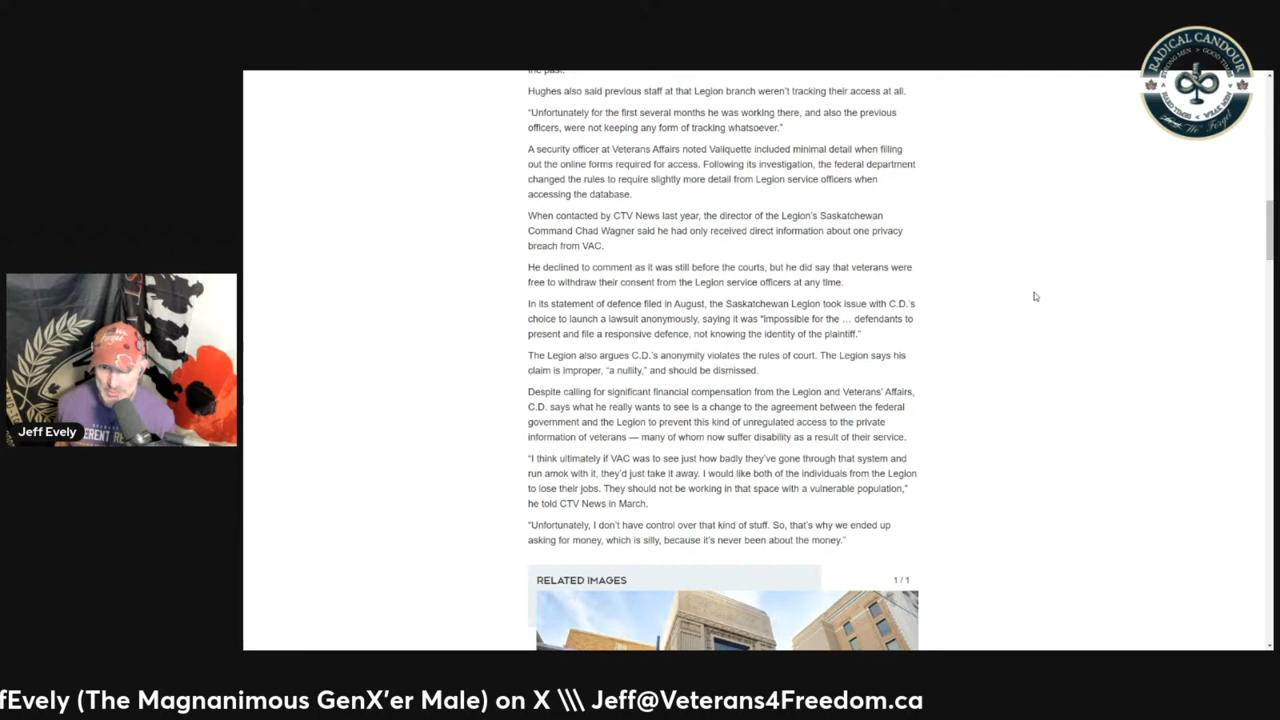 RADICAL CANDOUR
STRONG MEN > GOOD TIMES
the past.
Hughes also said previous staff at that Legion branch weren't tracking their access at all.
"Unfortunately for the first several months he was working there, and also the previous
officers, were not keeping any form of tracking whatsoever."
A security officer at Veterans Affairs noted Valiquette included minimal detail when filling
out the online forms required for access. Following its investigation, the federal department
changed the rules to require slightly more detail from Legion service officers when
accessing the database.
When contacted by CTV News last year, the director of the Legion's Saskatchewan
Command Chad Wagner said he had only received direct information about one privacy
breach from VAC.
He declined to comment as it was still before the courts, but he did say that veterans were
free to withdraw their consent from the Legion service officers at any time.
In its statement of defence filed in August, the Saskatchewan Legion took issue with C.D.'s
choice to launch a lawsuit anonymously, saying it was "impossible for the … defendants to
present and file a responsive defence, not knowing the identity of the plaintiff."
The Legion also argues C.D.'s anonymity violates the rules of court. The Legion says his
claim is improper, "a nullity," and should be dismissed.
Despite calling for significant financial compensation from the Legion and Veterans' Affairs,
C.D. says what he really wants to see is a change to the agreement between the federal
government and the Legion to prevent this kind of unregulated access to the private
information of veterans — many of whom now suffer disability as a result of their service.
"I think ultimately if VAC was to see just how badly they've gone through that system and
run amok with it, they'd just take it away. I would like both of the individuals from the Legion
to lose their jobs. They should not be working in that space with a vulnerable population,"
he told CTV News in March.
"Unfortunately, I don't have control over that kind of stuff. So, that's why we ended up
asking for money, which is silly, because it's never been about the money."
RELATED IMAGES
1 / 1
Jeff Evely
fEvely (The Magnanimous GenX'er Male) on X \\\ Jeff@Veterans4Freedom.ca